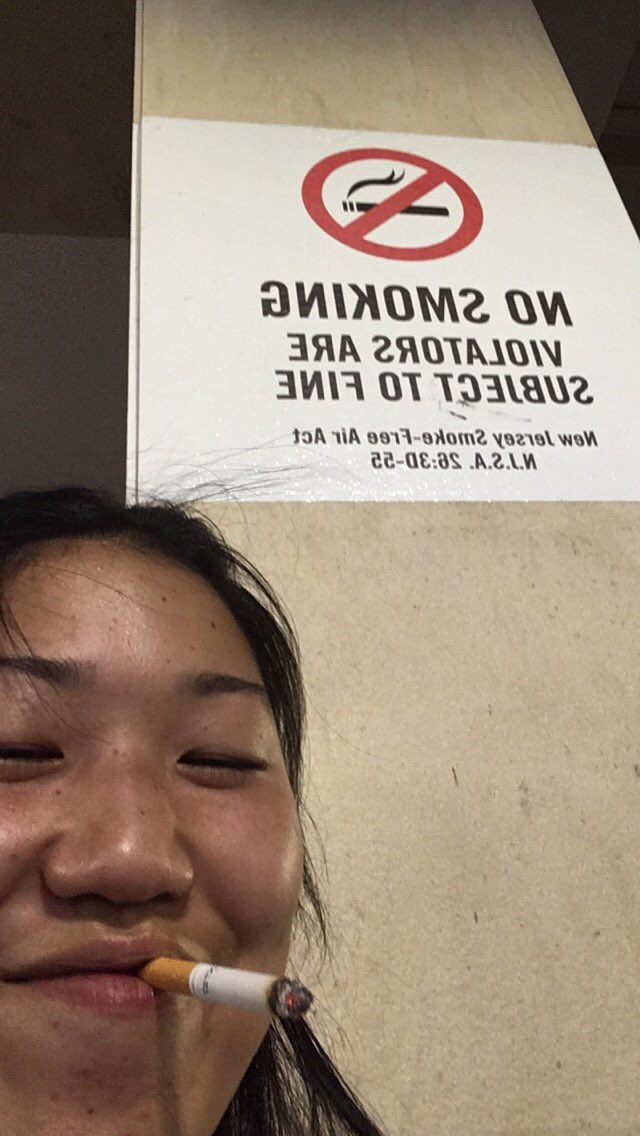 NO SMOKING
VIOLATORS ARE
SUBJECT TO FINE
New Jersey Smoke-Free Air Act
N.J.S.A. 26:3D-55